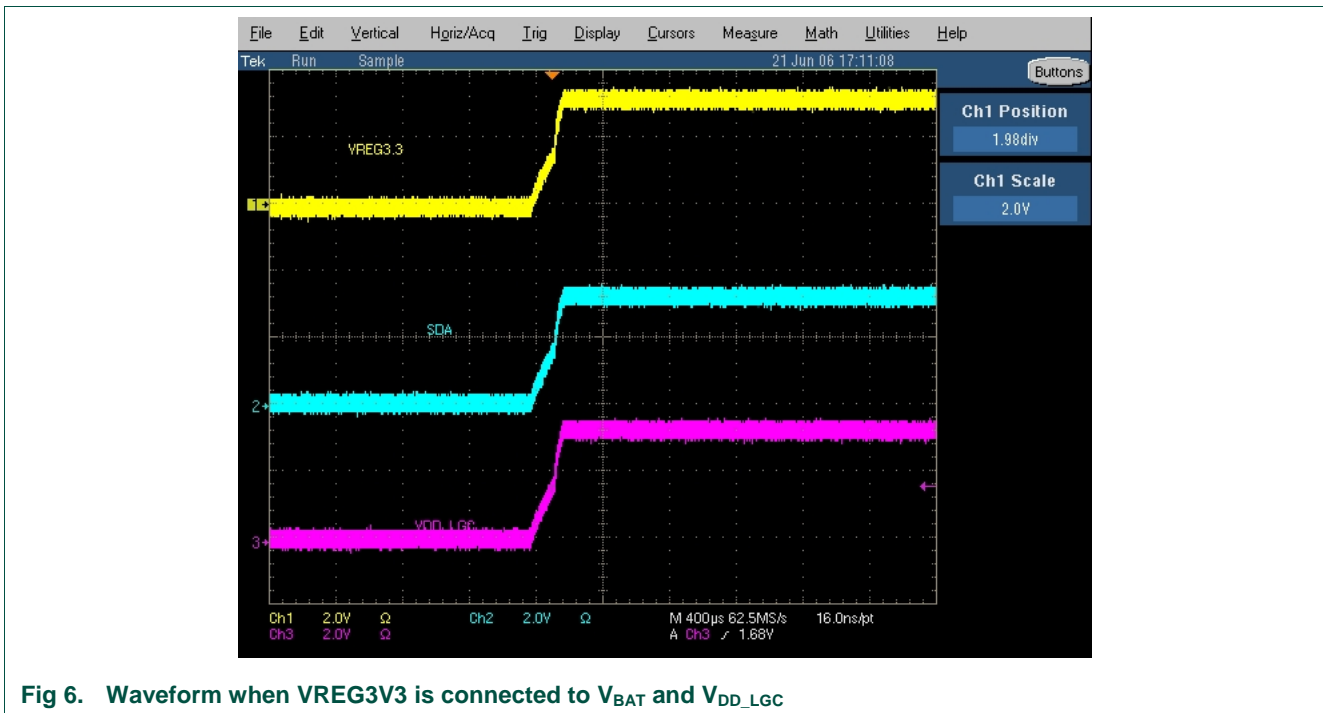 File Edit Vertical Horiz/Acq Trig Display Cursors Measure Math Utilities Help
Tek Run Sample 21 Jun 06 17:11:08
Buttons
Ch1 Position
1.98div
Ch1 Scale
2.0V
VREG3.3
1
SDA
2
VDD_LGC
3
Ch1 2.0V Ω Ch2 2.0V Ω M 400µs 62.5MS/s 16.0ns/pt
Ch3 2.0V Ω A Ch3 1.68V
Fig 6. Waveform when VREG3V3 is connected to VBAT and VDD_LGC